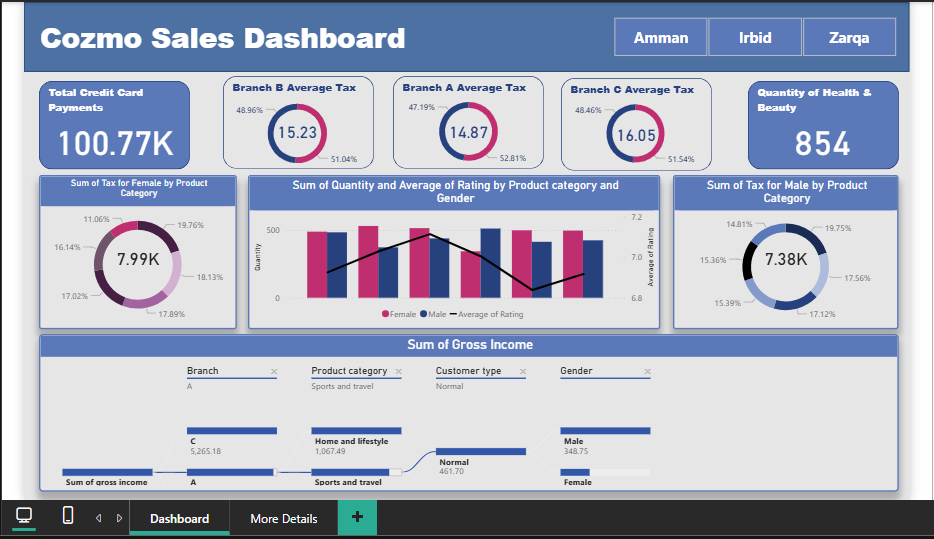 Cozmo Sales Dashboard
Amman
Irbid
Zarqa
Total Credit Card
Payments
100.77K
Branch B Average Tax
48.96%
15.23
51.04%
Branch A Average Tax
47.19%
14.87
52.81%
Branch C Average Tax
48.46%
16.05
51.54%
Quantity of Health &
Beauty
854
Sum of Tax for Female by Product
Category
11.06%
19.76%
16.14%
7.99K
18.13%
17.02%
17.89%
Sum of Quantity and Average of Rating by Product category and
Gender
Quantity
500
0
7.2
7.0
6.8
Average of Rating
Female
Male
Average of Rating
Sum of Tax for Male by Product
Category
14.81%
19.75%
15.36%
7.38K
17.56%
15.39%
17.12%
Sum of Gross Income
Branch
A
Product category
Sports and travel
Customer type
Normal
Gender
C
5,265.18
Home and lifestyle
1,067.49
Normal
461.70
Male
348.75
Sum of gross income
A
Sports and travel
Female
Dashboard
More Details